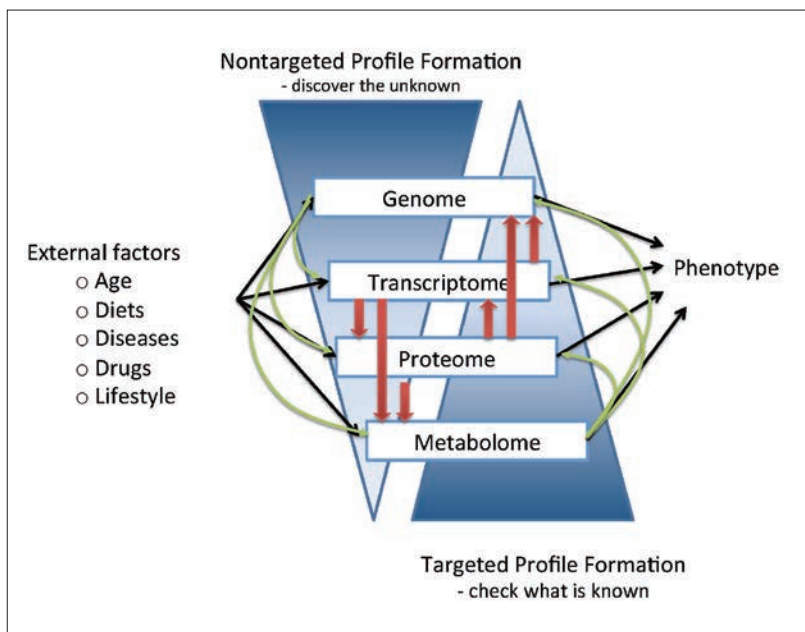 Nontargeted Profile Formation
- discover the unknown
Genome
External factors
○ Age
○ Diets
○ Diseases
○ Drugs
○ Lifestyle
Transcriptome
Phenotype
Proteome
Metabolome
Targeted Profile Formation
- check what is known